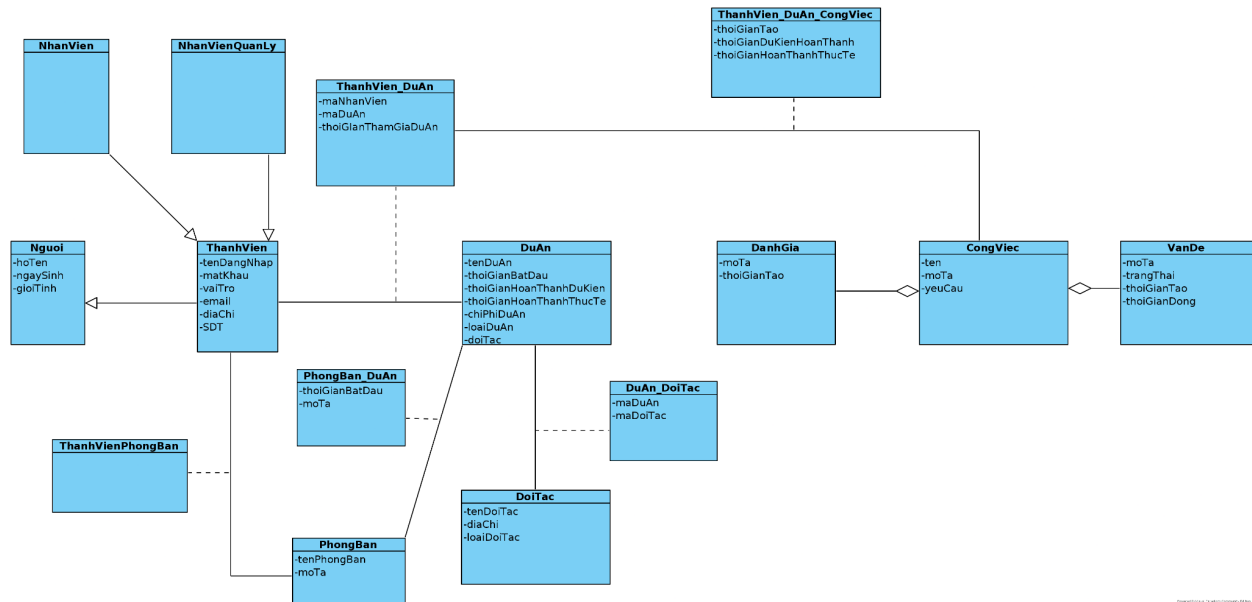 ThanhVien_DuAn_CongViec
-thoiGianTao
-thoiGianDuKienHoanThanh
-thoiGianHoanThanhThucTe
NhanVien
NhanVienQuanLy
ThanhVien_DuAn
-maNhanVien
-maDuAn
-thoiGIanThamGiaDuAn
Nguoi
-hoTen
-ngaySinh
-gioiTinh
ThanhVien
-tenDangNhap
-matKhau
-vaiTro
-email
-diaChi
-SDT
DuAn
-tenDuAn
-thoiGianBatDau
-thoiGianHoanThanhDuKien
-thoiGianHoanThanhThucTe
-chiPhiDuAn
-loaiDuAn
-doiTac
DanhGia
-moTa
-thoiGianTao
CongViec
-ten
-moTa
-yeuCau
VanDe
-moTa
-trangThai
-thoiGianTao
-thoiGianDong
PhongBan_DuAn
-thoiGianBatDau
-moTa
DuAn_DoiTac
-maDuAn
-maDoiTac
ThanhVienPhongBan
DoiTac
-tenDoiTac
-diaChi
-loaiDoiTac
PhongBan
-tenPhongBan
-moTa